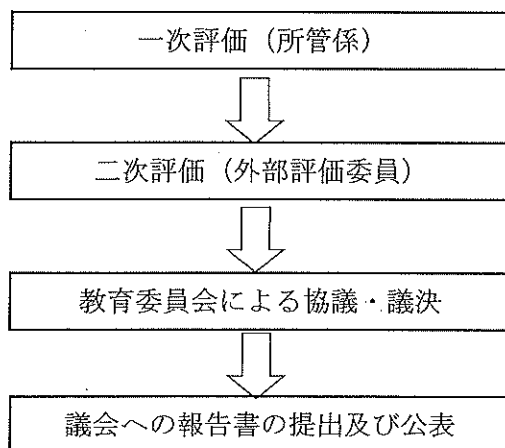 一次評価（所管係）
二次評価（外部評価委員）
教育委員会による協議・議決
議会への報告書の提出及び公表